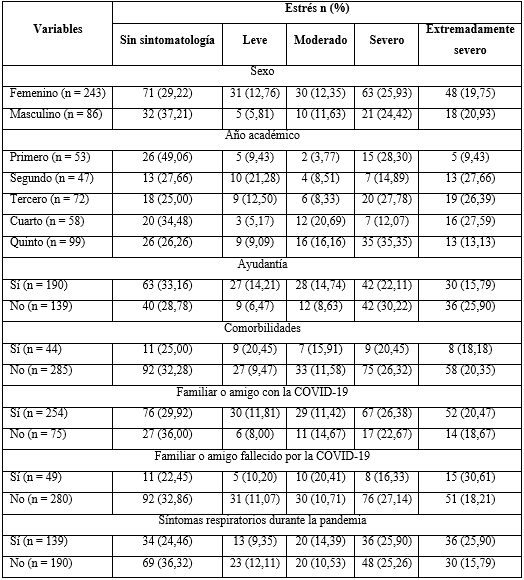 Variables
Estrés n (%)
Sin sintomatología Leve Moderado Severo Extremadamente severo
Sexo
Femenino (n = 243) 71 (29,22) 31 (12,76) 30 (12,35) 63 (25,93) 48 (19,75)
Masculino (n = 86) 32 (37,21) 5 (5,81) 10 (11,63) 21 (24,42) 18 (20,93)
Año académico
Primero (n = 53) 26 (49,06) 5 (9,43) 2 (3,77) 15 (28,30) 5 (9,43)
Segundo (n = 47) 13 (27,66) 10 (21,28) 4 (8,51) 7 (14,89) 13 (27,66)
Tercero (n = 72) 18 (25,00) 9 (12,50) 6 (8,33) 20 (27,78) 19 (26,39)
Cuarto (n = 58) 20 (34,48) 3 (5,17) 12 (20,69) 7 (12,07) 16 (27,59)
Quinto (n = 99) 26 (26,26) 9 (9,09) 16 (16,16) 35 (35,35) 13 (13,13)
Ayudantía
Sí (n = 190) 63 (33,16) 27 (14,21) 28 (14,74) 42 (22,11) 30 (15,79)
No (n = 139) 40 (28,78) 9 (6,47) 12 (8,63) 42 (30,22) 36 (25,90)
Comorbilidades
Sí (n = 44) 11 (25,00) 9 (20,45) 7 (15,91) 9 (20,45) 8 (18,18)
No (n = 285) 92 (32,28) 27 (9,47) 33 (11,58) 75 (26,32) 58 (20,35)
Familiar o amigo con la COVID-19
Sí (n = 254) 76 (29,92) 30 (11,81) 29 (11,42) 67 (26,38) 52 (20,47)
No (n = 75) 27 (36,00) 6 (8,00) 11 (14,67) 17 (22,67) 14 (18,67)
Familiar o amigo fallecido por la COVID-19
Sí (n = 49) 11 (22,45) 5 (10,20) 10 (20,41) 8 (16,33) 15 (30,61)
No (n = 280) 92 (32,86) 31 (11,07) 30 (10,71) 76 (27,14) 51 (18,21)
Síntomas respiratorios durante la pandemia
Sí (n = 139) 34 (24,46) 13 (9,35) 20 (14,39) 36 (25,90) 36 (25,90)
No (n = 190) 69 (36,32) 23 (12,11) 20 (10,53) 48 (25,26) 30 (15,79)